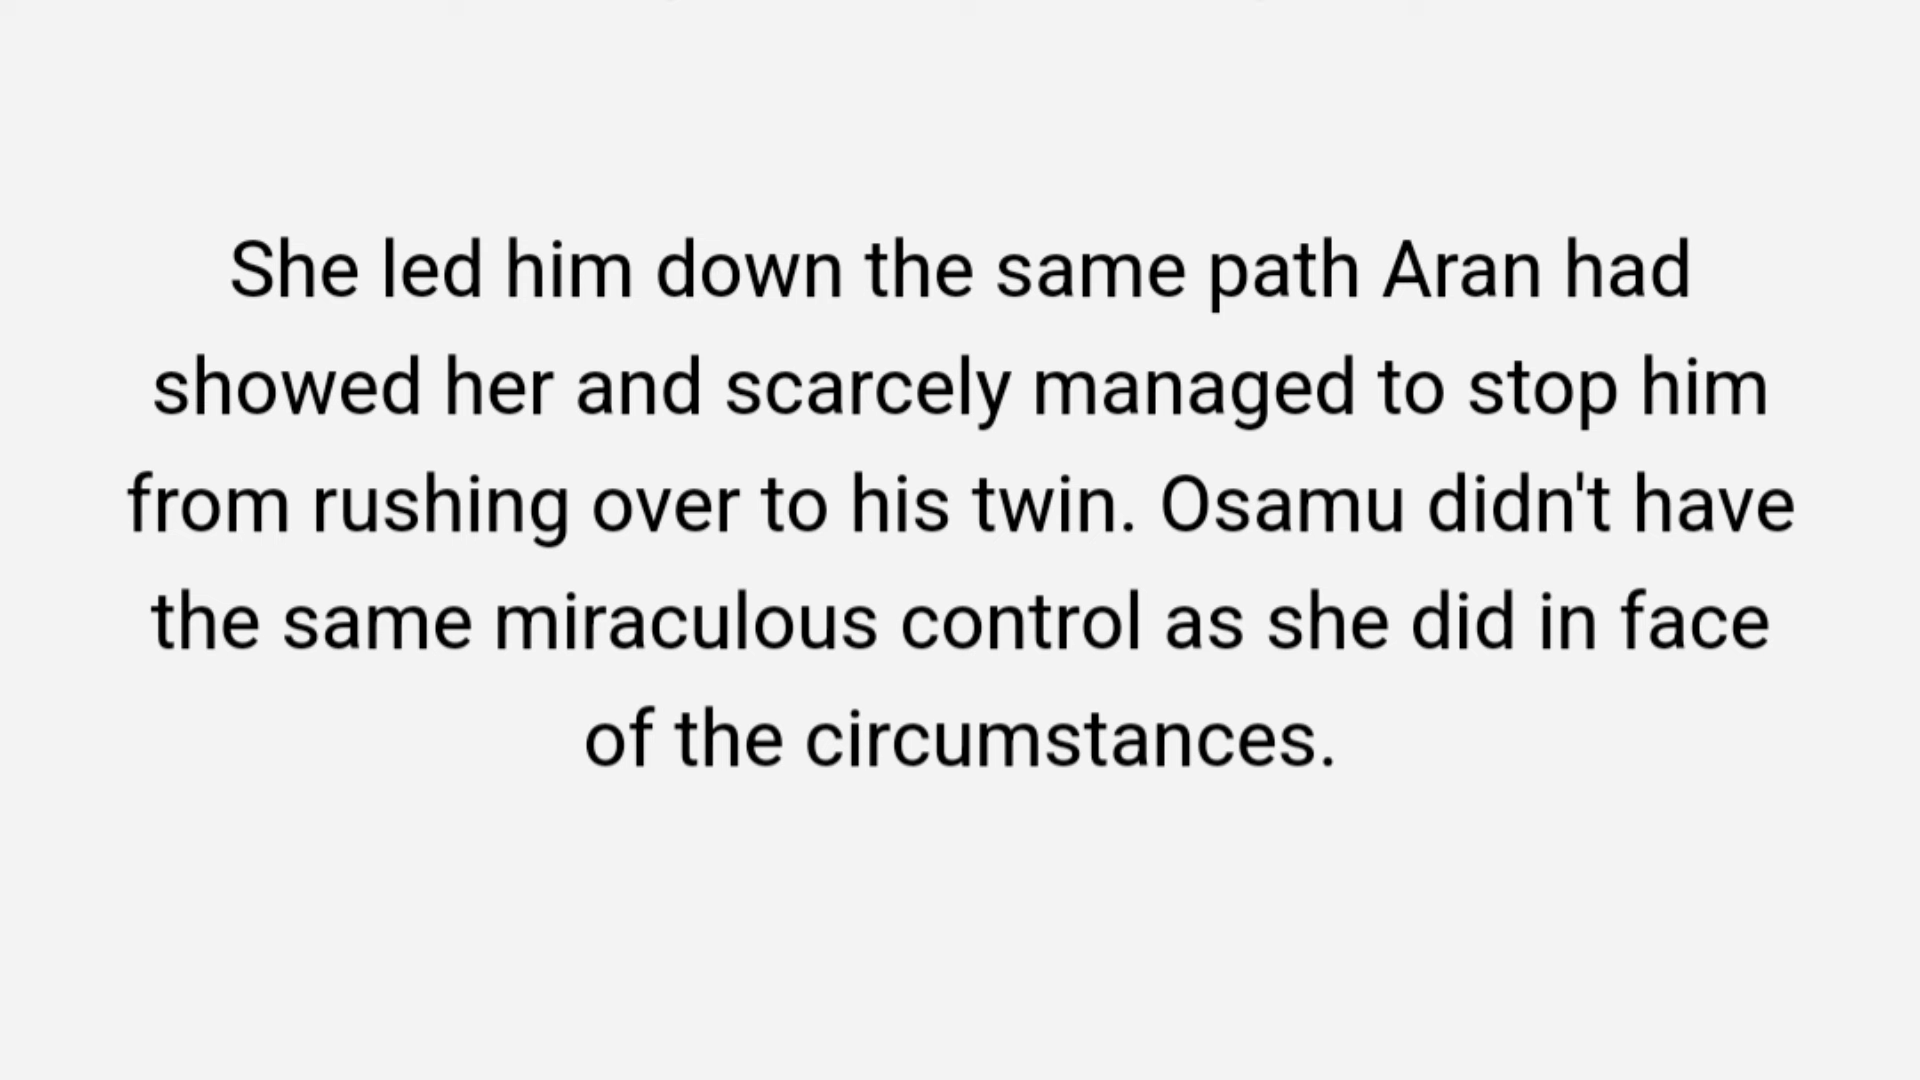 She led him down the same path Aran had
showed her and scarcely managed to stop him
from rushing over to his twin. Osamu didn't have
the same miraculous control as she did in face
of the circumstances.